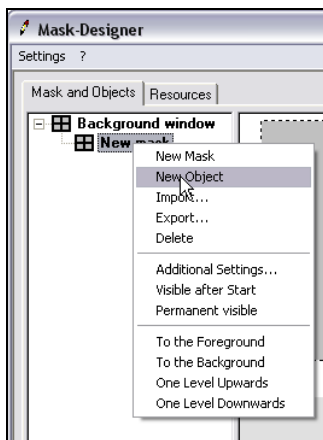 Mask-Designer
Settings ?
Mask and Objects Resources
Background window
New mask
New Mask
New Object
Import...
Export...
Delete
Additional Settings...
Visible after Start
Permanent visible
To the Foreground
To the Background
One Level Upwards
One Level Downwards